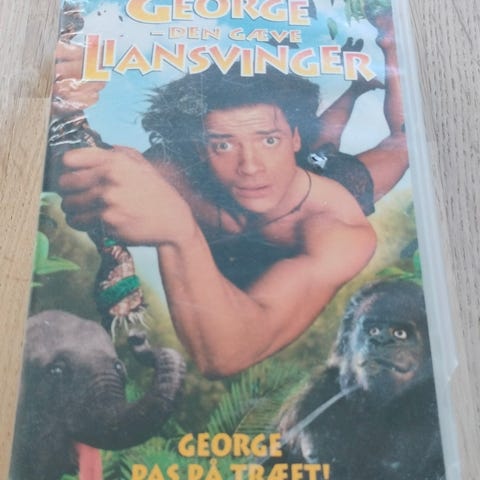 GEORGE
- DEN GÆVE
LIANSVINGER
GEORGE
PAS PÅ TRÆET!